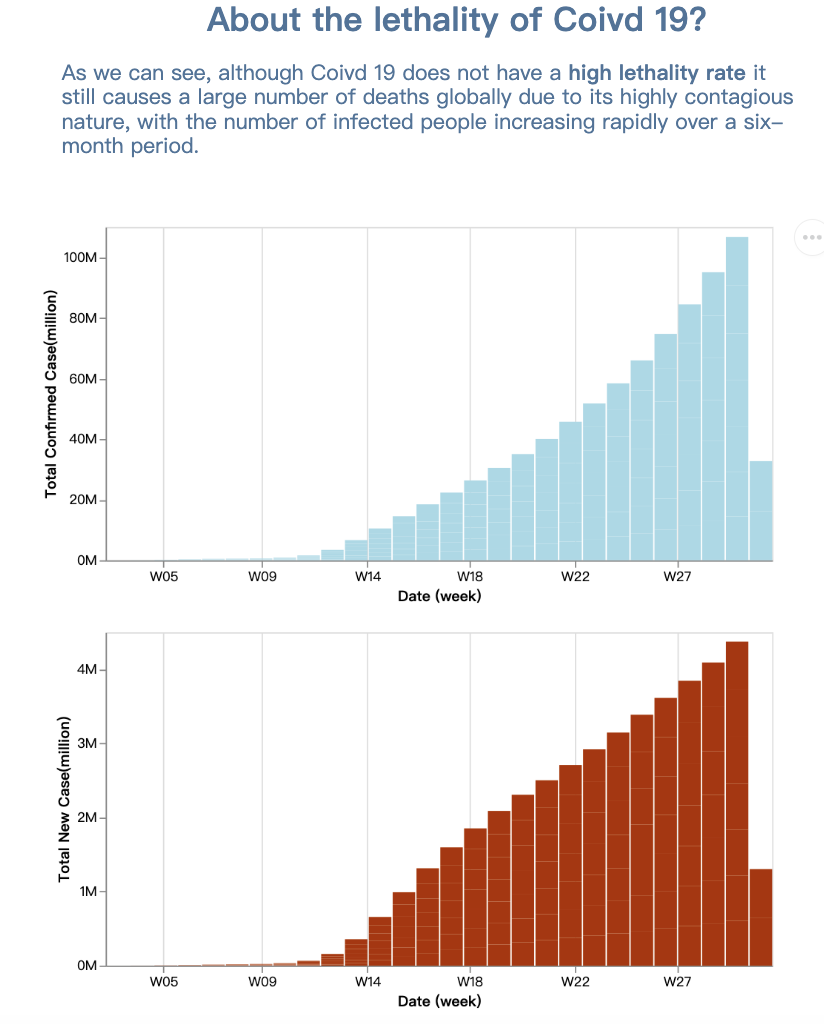 About the lethality of Coivd 19?
As we can see, although Coivd 19 does not have a high lethality rate it
still causes a large number of deaths globally due to its highly contagious
nature, with the number of infected people increasing rapidly over a six–
month period.
Total Confirmed Case(million)
100M
80M
60M
40M
20M
0M
W05 W09 W14 W18 W22 W27
Date (week)
Total New Case(million)
4M
3M
2M
1M
0M
W05 W09 W14 W18 W22 W27
Date (week)